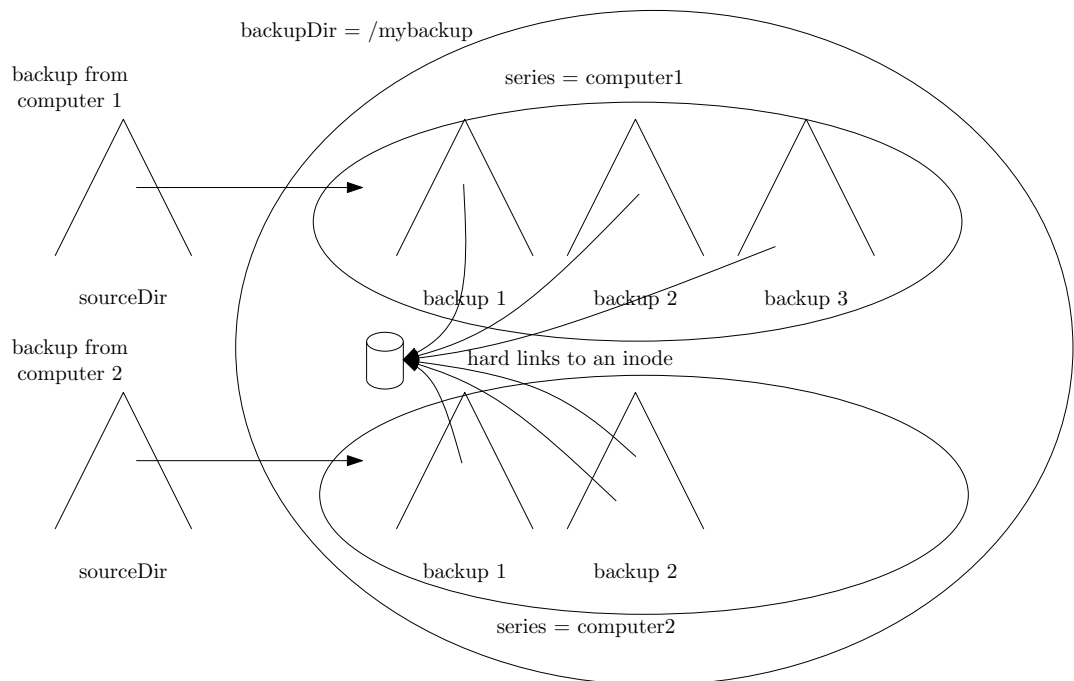 backupDir = /mybackup
series = computer1
backup from
computer 1
sourceDir
backup 1
backup 2
backup 3
hard links to an inode
backup from
computer 2
sourceDir
backup 1
backup 2
series = computer2